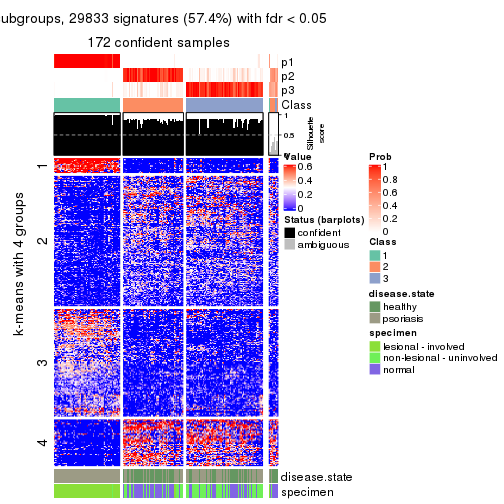 ubgroups, 29833 signatures (57.4%) with fdr < 0.05
172 confident samples
p1
p2
p3
Class
1
0.5
0
Silhouette
score
k-means with 4 groups
1
2
3
4
disease.state
specimen
Value
0.6
0.4
0.2
0
Status (barplots)
confident
ambiguous
Prob
1
0.8
0.6
0.4
0.2
0
Class
1
2
3
disease.state
healthy
psoriasis
specimen
lesional - involved
non-lesional - uninvolved
normal